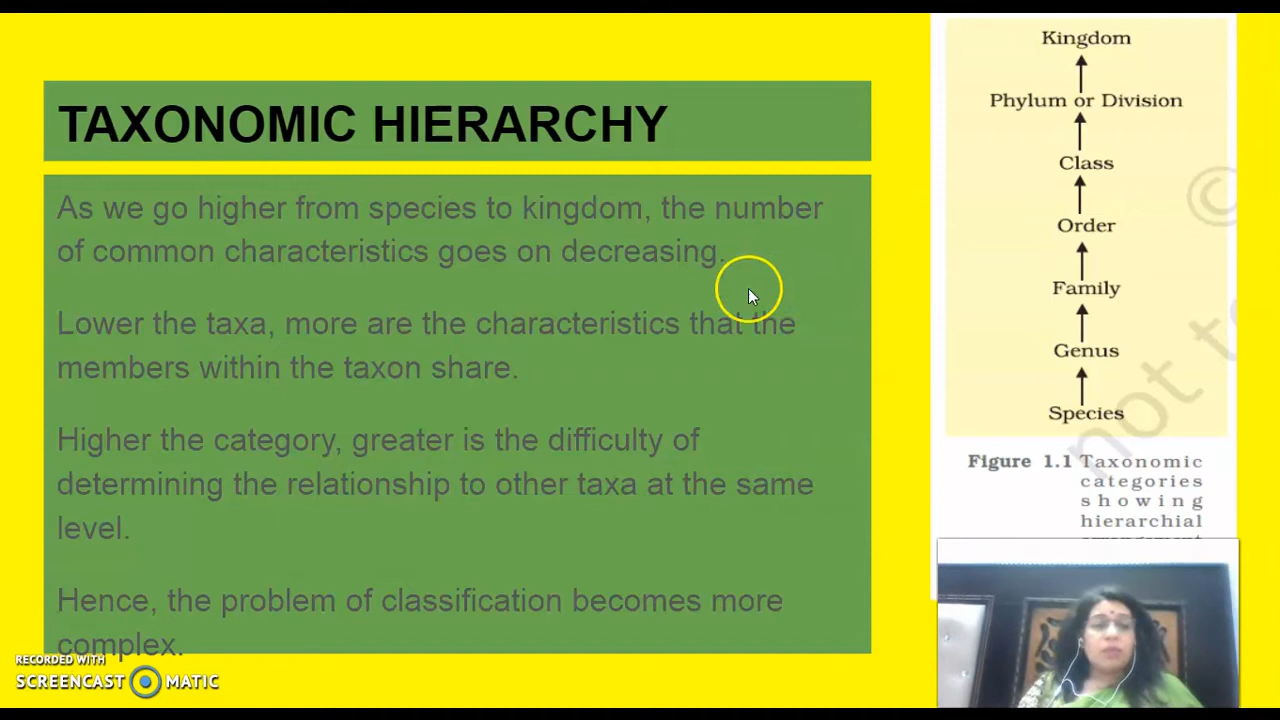 TAXONOMIC HIERARCHY
As we go higher from species to kingdom, the number
of common characteristics goes on decreasing.
Lower the taxa, more are the characteristics that the
members within the taxon share.
Higher the category, greater is the difficulty of
determining the relationship to other taxa at the same
level.
Hence, the problem of classification becomes more
complex.
RECORDED WITH
SCREENCAST MATIC
Kingdom
Phylum or Division
Class
Order
Family
Genus
Species
©
not
Figure 1.1 Taxonomic
categories
showing
hierarchial